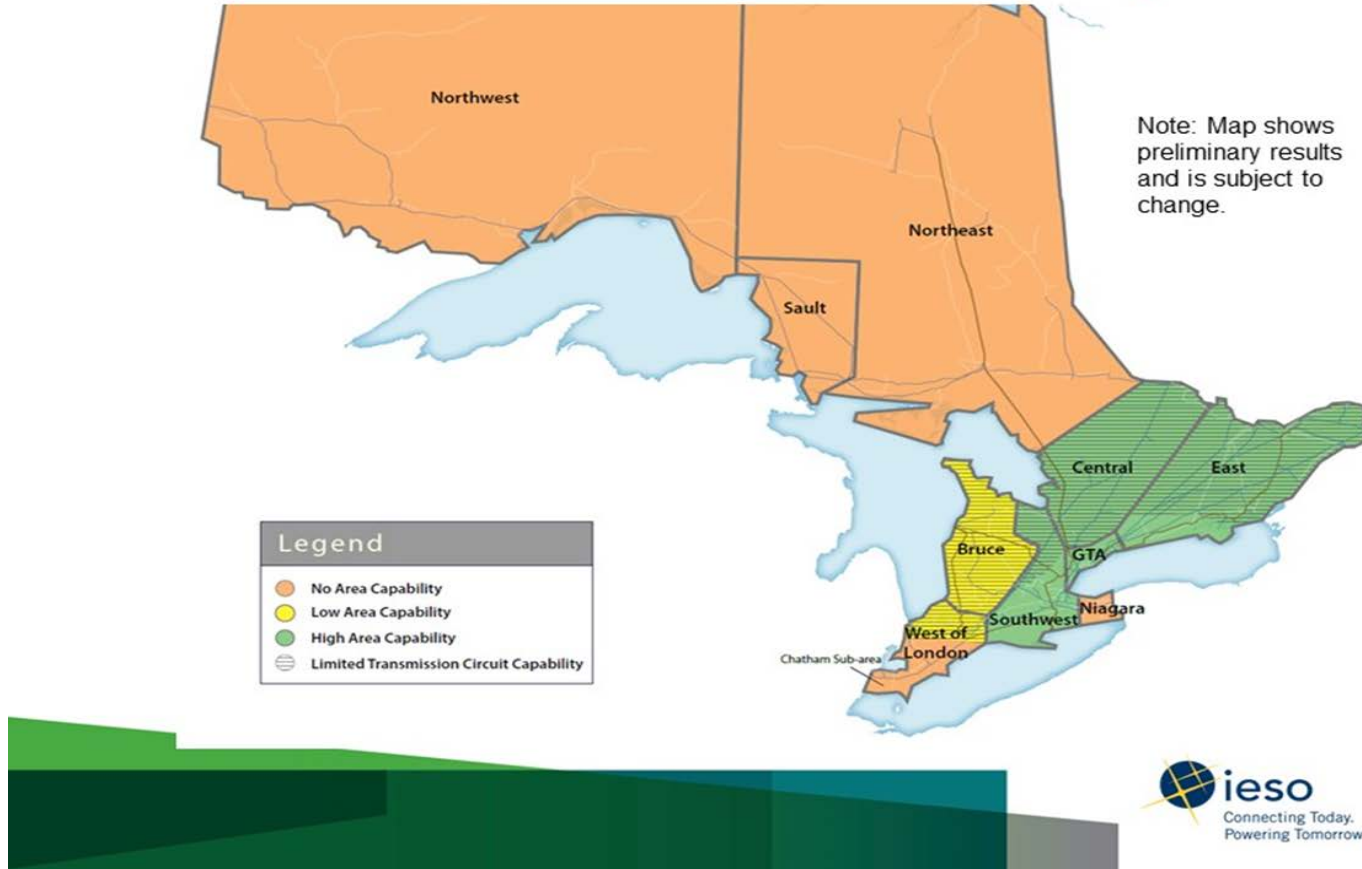 Northwest
Note: Map shows
preliminary results
and is subject to
change.
Northeast
Sault
Central
East
Legend
No Area Capability
Low Area Capability
High Area Capability
Limited Transmission Circuit Capability
Bruce
GTA
Niagara
Southwest
West of
London
Chatham Sub-area
ieso
Connecting Today.
Powering Tomorrow